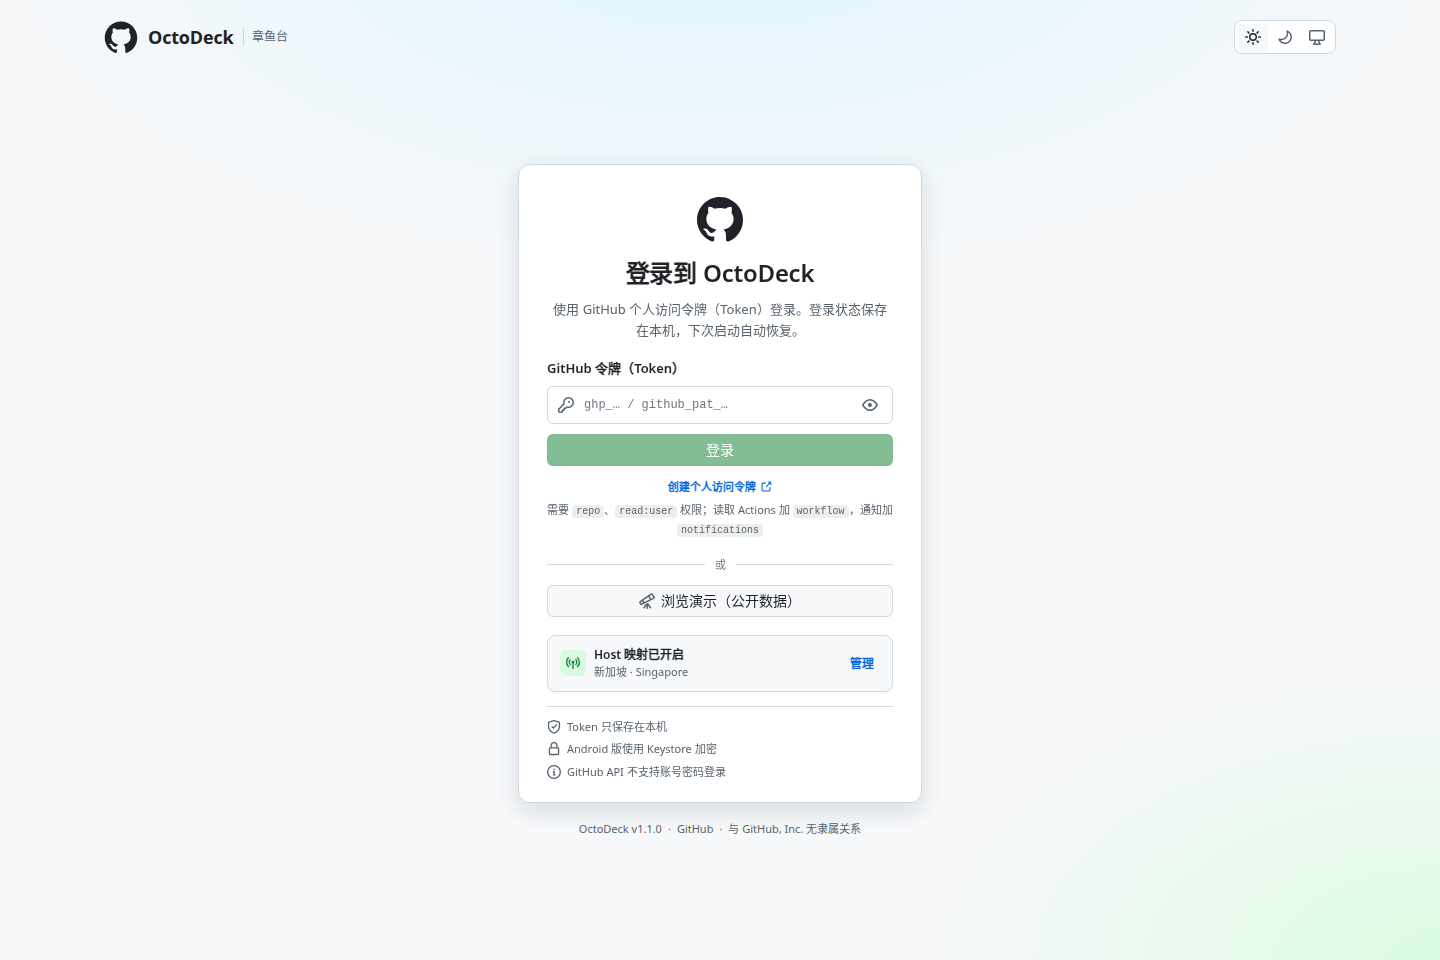 OctoDeck 章鱼台
登录到 OctoDeck
使用 GitHub 个人访问令牌（Token）登录。登录状态保存
在本机，下次启动自动恢复。
GitHub 令牌（Token）
ghp_… / github_pat_…
登录
创建个人访问令牌
需要 repo、read:user 权限；读取 Actions 加 workflow，通知加
notifications
或
浏览演示（公开数据）
Host 映射已开启
新加坡 · Singapore
管理
Token 只保存在本机
Android 版使用 Keystore 加密
GitHub API 不支持账号密码登录
OctoDeck v1.1.0 · GitHub · 与 GitHub, Inc. 无隶属关系